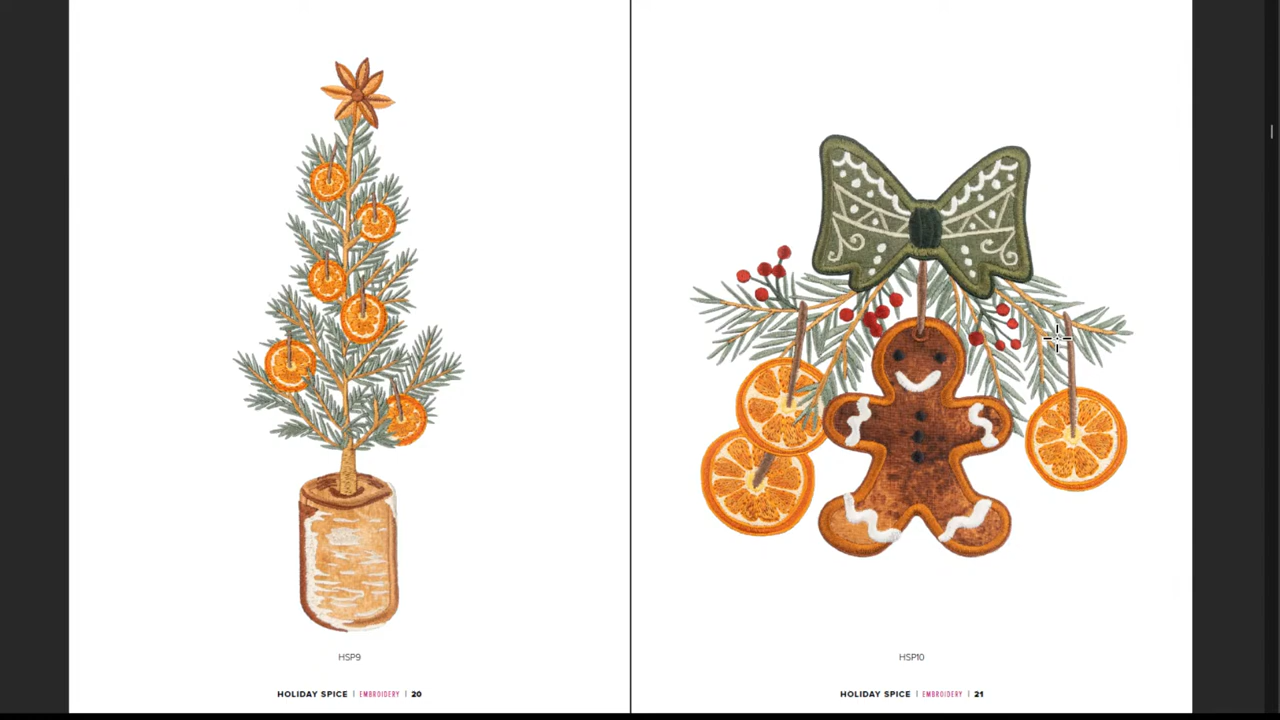 HSP9
HOLIDAY SPICE | EMBROIDERY | 20
HSP10
HOLIDAY SPICE | EMBROIDERY | 21